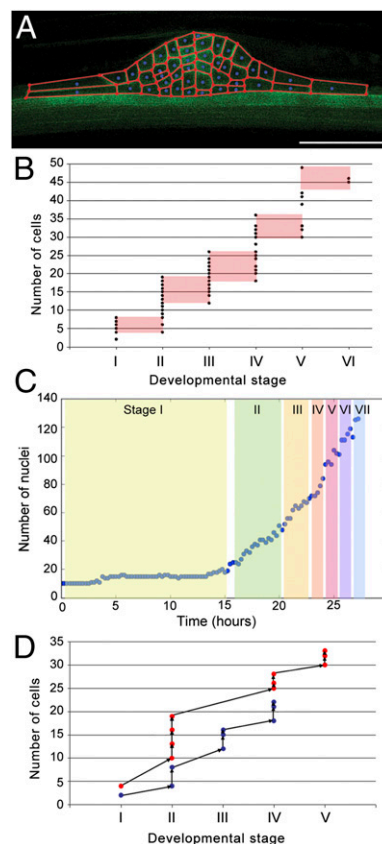 A
B
50
45
40
35
30
25
20
15
10
5
0
Number of cells
I II III IV V VI
Developmental stage
C
140
120
100
80
60
40
20
0
Number of nuclei
Stage I II III IV V VI VII
0 5 10 15 20 25
Time (hours)
D
35
30
25
20
15
10
5
0
Number of cells
I II III IV V
Developmental stage